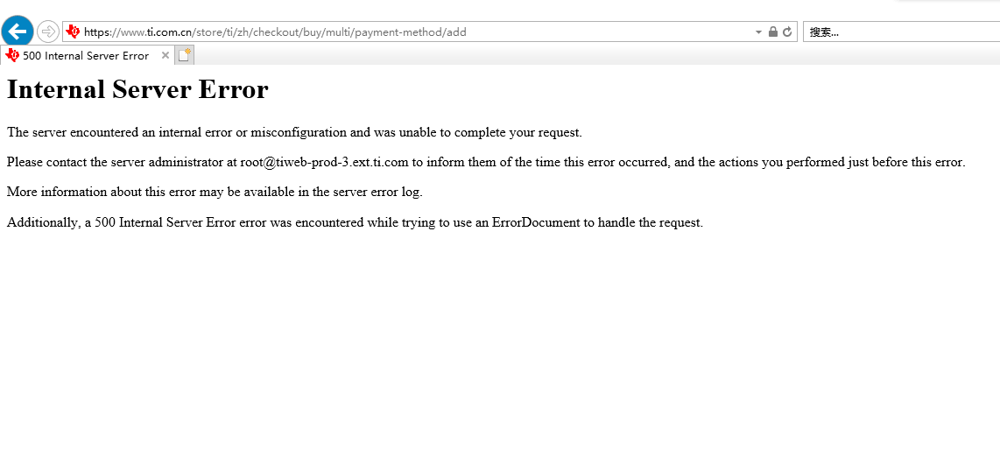 https://www.ti.com.cn/store/ti/zh/checkout/buy/multi/payment-method/add
搜索...
500 Internal Server Error
Internal Server Error
The server encountered an internal error or misconfiguration and was unable to complete your request.
Please contact the server administrator at root@tiweb-prod-3.ext.ti.com to inform them of the time this error occurred, and the actions you performed just before this error.
More information about this error may be available in the server error log.
Additionally, a 500 Internal Server Error error was encountered while trying to use an ErrorDocument to handle the request.